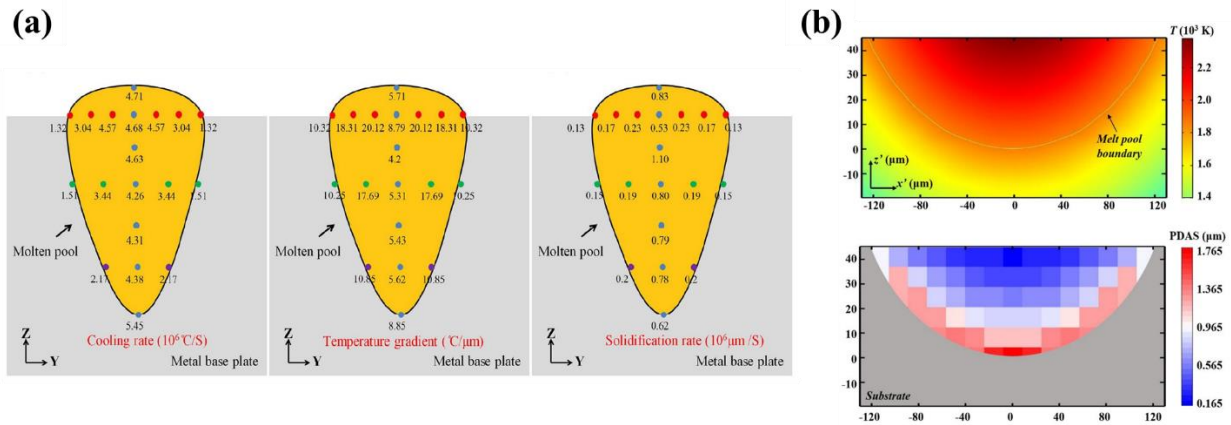 (a)
4.71
1.32 3.04 4.57 4.68 4.57 3.04 1.32
4.63
1.51 3.44 4.26 3.44 1.51
4.31
Molten pool
2.17 4.38 2.17
5.45
Z
Cooling rate (10⁶℃/S)
Y
Metal base plate
5.71
10.32 18.31 20.12 8.79 20.12 18.31 10.32
4.2
10.25 17.69 5.31 17.69 10.25
5.43
Molten pool
10.85 5.62 10.85
8.85
Z
Temperature gradient (℃/μm)
Y
Metal base plate
0.83
0.13 0.17 0.23 0.53 0.23 0.17 0.13
1.10
0.15 0.19 0.80 0.19 0.15
0.79
Molten pool
0.2 0.78 0.2
0.62
Z
Solidification rate (10⁶μm /S)
Y
Metal base plate
(b)
T (10³ K)
40
30
20
10
0
-10
z' (μm)
x' (μm)
Melt pool
boundary
-120 -80 -40 0 40 80 120
2.2
2.0
1.8
1.6
1.4
PDAS (μm)
40
30
20
10
0
-10
Substrate
-120 -80 -40 0 40 80 120
1.765
1.365
0.965
0.565
0.165